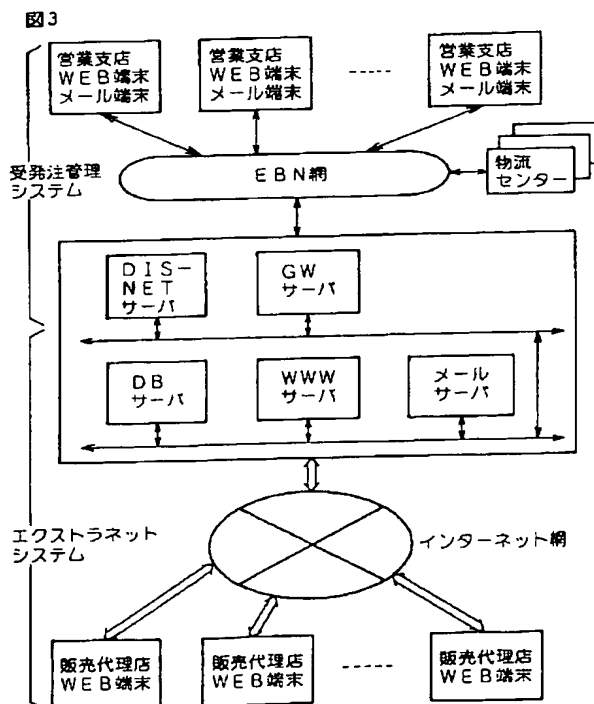 図3
営業支店
WEB端末
メール端末
営業支店
WEB端末
メール端末
営業支店
WEB端末
メール端末
受発注管理
システム
EBN網
物流
センター
DIS-
NET
サーバ
GW
サーバ
DB
サーバ
WWW
サーバ
メール
サーバ
エクストラネット
システム
インターネット網
販売代理店
WEB端末
販売代理店
WEB端末
販売代理店
WEB端末